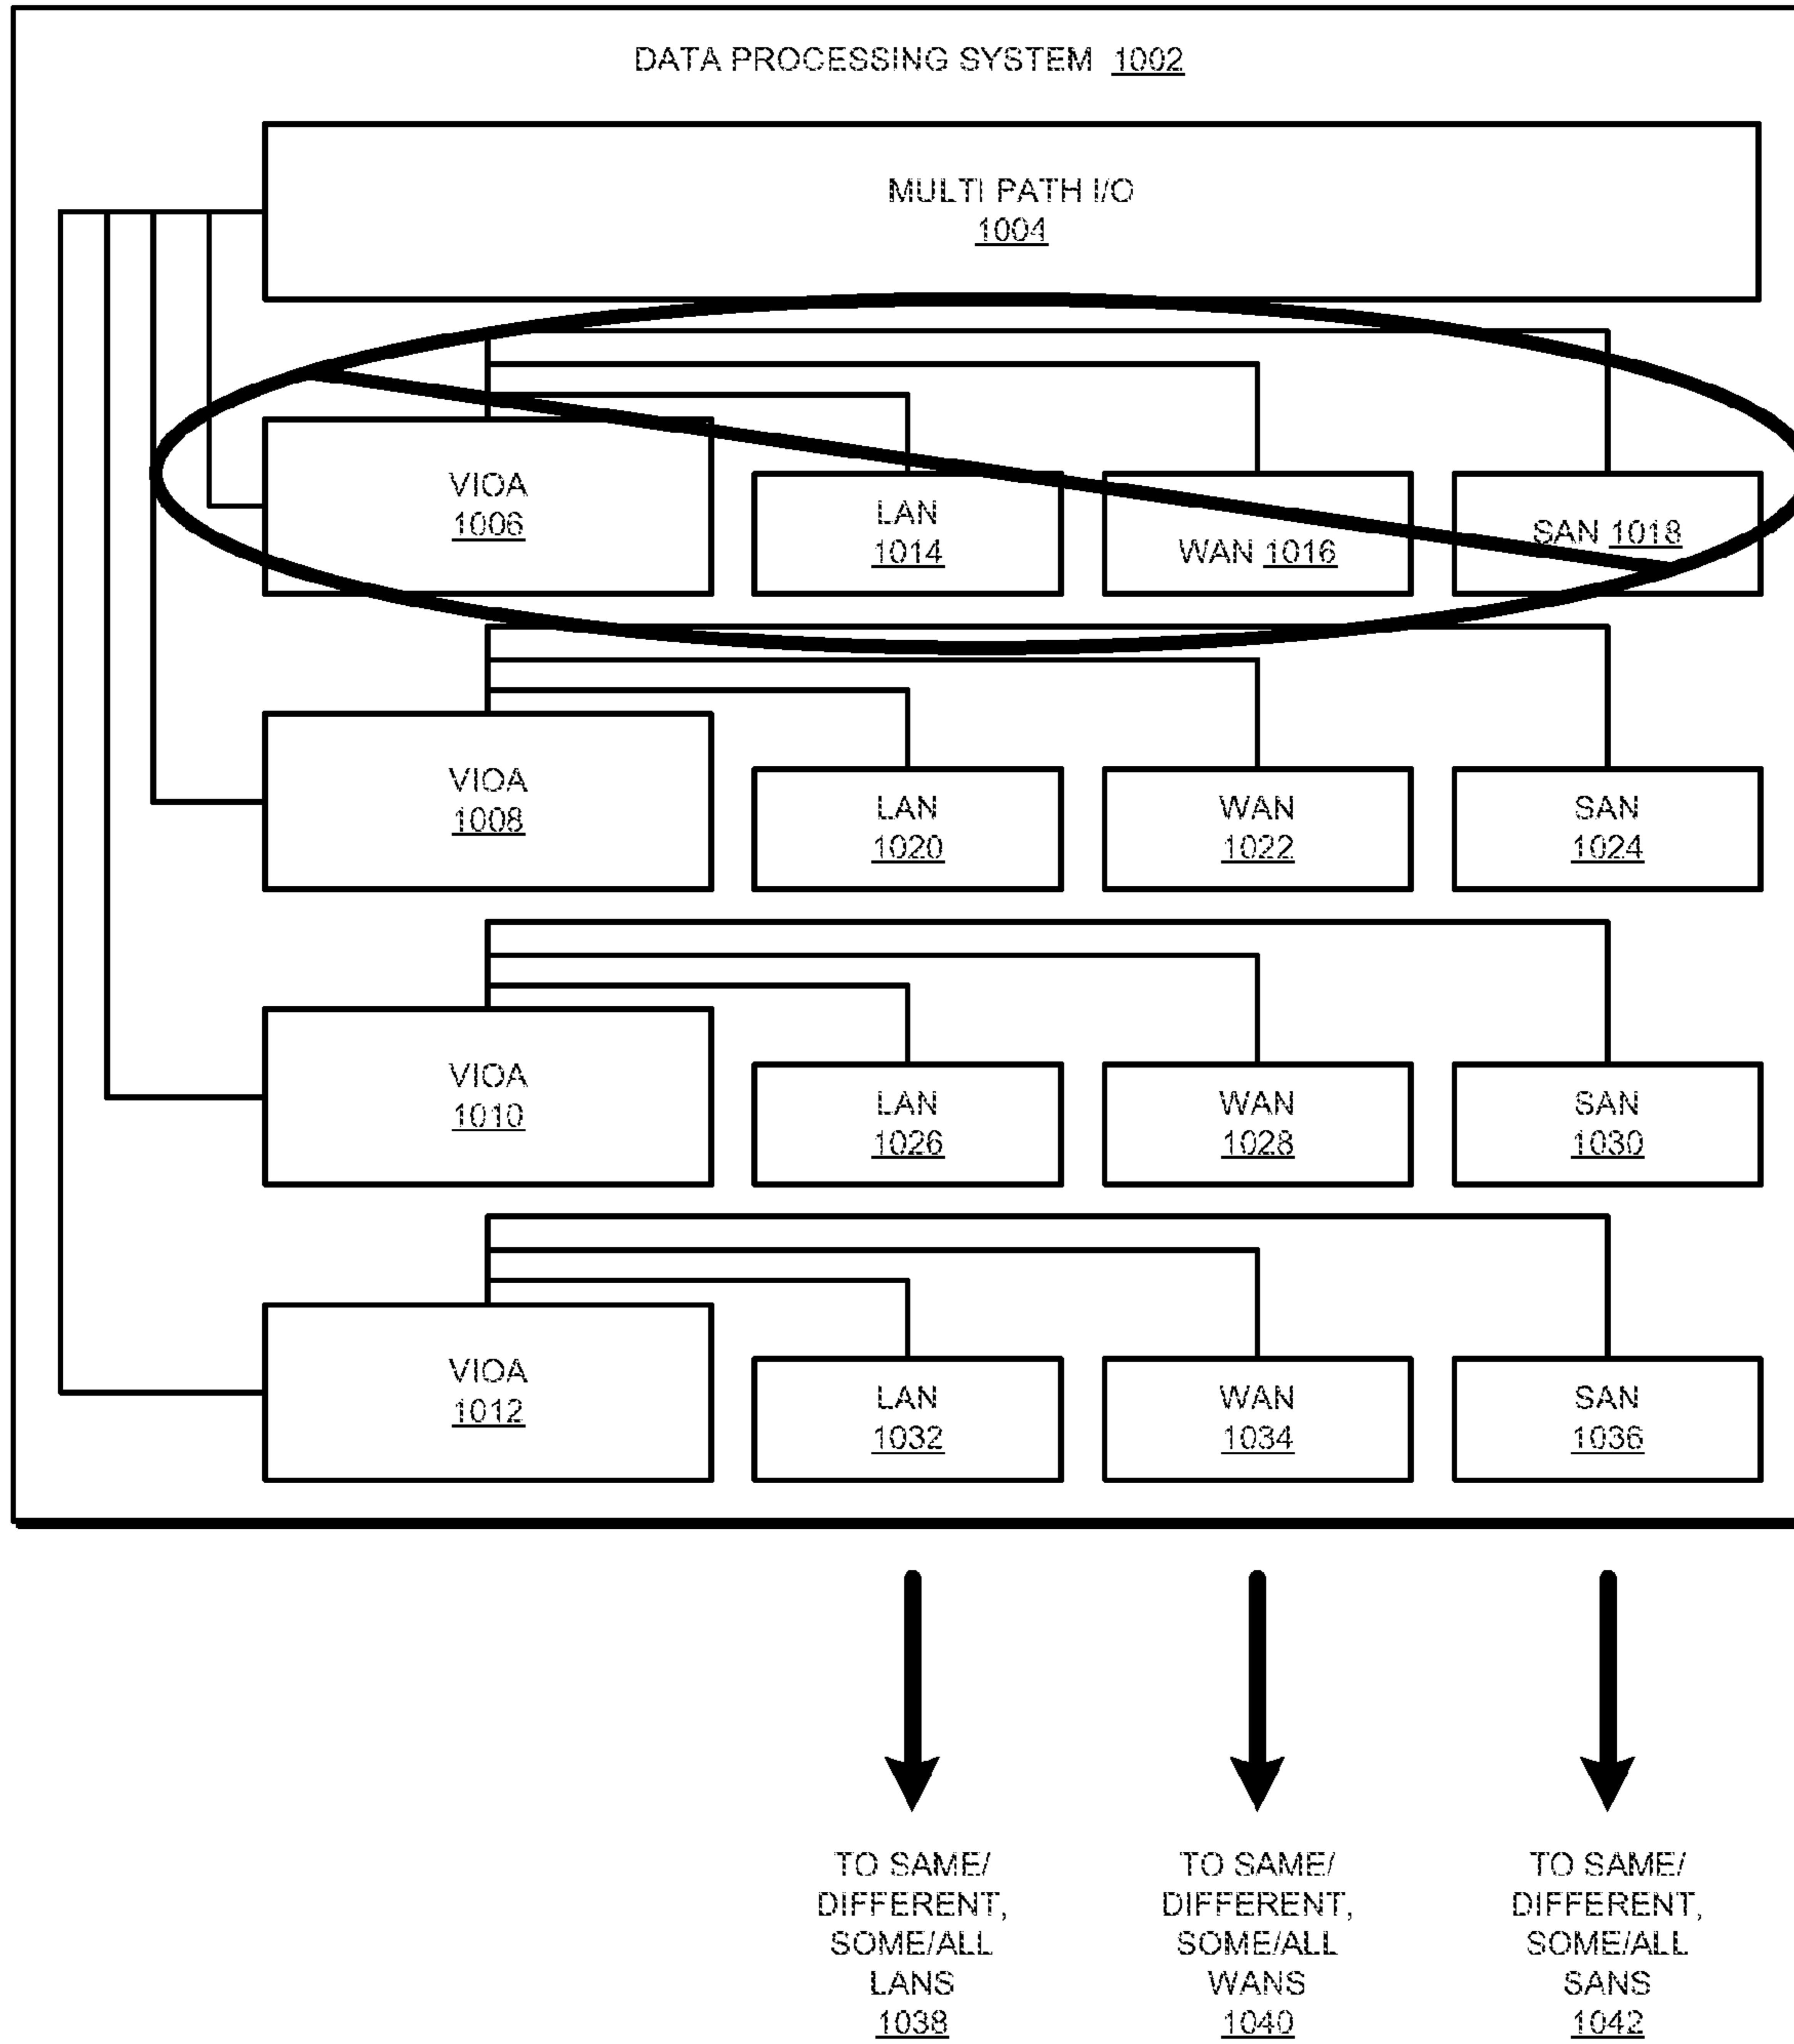 DATA PROCESSING SYSTEM 1002
MULTI PATH I/O
1004
VIOA
1006
LAN
1014
WAN 1016
SAN 1018
VIOA
1008
LAN
1020
WAN
1022
SAN
1024
VIOA
1010
LAN
1026
WAN
1028
SAN
1030
VIOA
1012
LAN
1032
WAN
1034
SAN
1036
TO SAME/
DIFFERENT,
SOME/ALL
LANS
1038
TO SAME/
DIFFERENT,
SOME/ALL
WANS
1040
TO SAME/
DIFFERENT,
SOME/ALL
SANS
1042